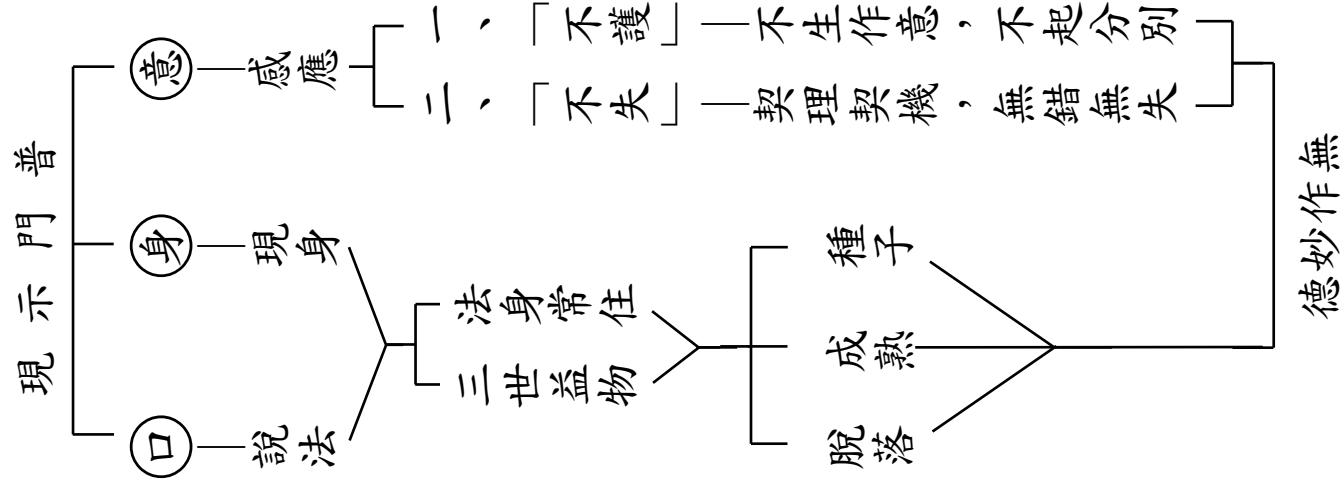 普門示現
意
感應
一、「不護」—不生作意，不起分別
二、「不失」—契理契機，無錯無失
身
現身
口
說法
法身常住
三世益物
種子
成熟
脫落
無作妙德